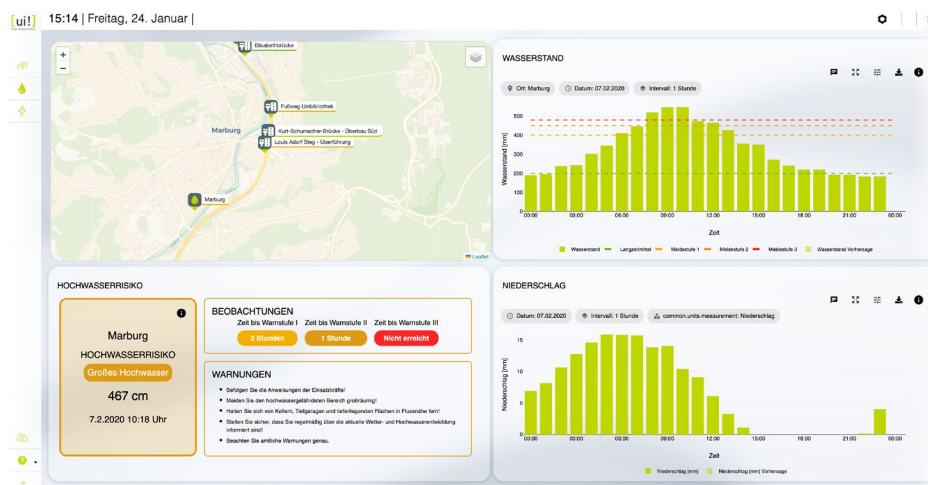 [ui!]
15:14 | Freitag, 24. Januar |
+
−
Elisabethbrücke
Fußweg Unibibliothek
Marburg
Kurt-Schumacher-Brücke - Überbau Süd
Louis Adorf Steg - Überführung
Marburg
Leaflet
WASSERSTAND
Ort: Marburg
Datum: 07.02.2020
Intervall: 1 Stunde
Wasserstand [mm]
500
400
300
200
100
0
00:00 03:00 06:00 09:00 12:00 15:00 18:00 21:00 00:00
Zeit
Wasserstand Langzeitmittel Meldestufe 1 Meldestufe 2 Meldestufe 3 Wasserstand Vorhersage
HOCHWASSERRISIKO
Marburg
HOCHWASSERRISIKO
Großes Hochwasser
467 cm
7.2.2020 10:18 Uhr
BEOBACHTUNGEN
Zeit bis Warnstufe I Zeit bis Warnstufe II Zeit bis Warnstufe III
3 Stunden 1 Stunde Nicht erreicht
WARNUNGEN
• Befolgen Sie die Anweisungen der Einsatzkräfte!
• Meiden Sie den hochwassergefährdeten Bereich großräumig!
• Halten Sie sich von Kellern, Tiefgaragen und tieferliegenden Flächen in Flussnähe fern!
• Stellen Sie sicher, dass Sie regelmäßig über die aktuelle Wetter- und Hochwasserentwicklung
informiert sind!
• Beachten Sie amtliche Warnungen genau.
NIEDERSCHLAG
Datum: 07.02.2020
Intervall: 1 Stunde
common.units.measurement: Niederschlag
Niederschlag [mm]
15
10
5
0
00:00 03:00 06:00 09:00 12:00 15:00 18:00 21:00 00:00
Zeit
Niederschlag [mm] Niederschlag [mm] Vorhersage